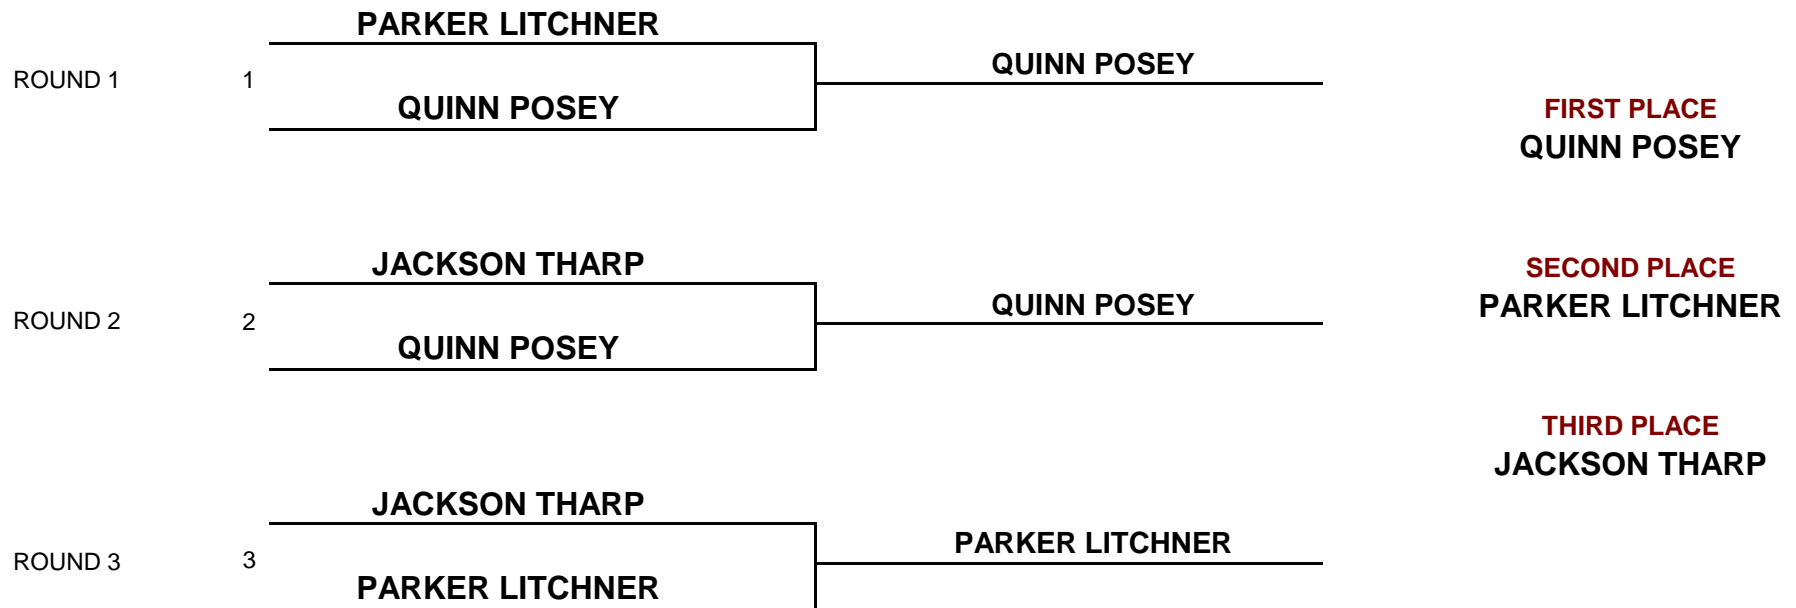 PARKER LITCHNER
QUINN POSEY
ROUND 1
1
QUINN POSEY
FIRST PLACE
QUINN POSEY
JACKSON THARP
SECOND PLACE
QUINN POSEY
PARKER LITCHNER
ROUND 2
2
QUINN POSEY
THIRD PLACE
JACKSON THARP
JACKSON THARP
PARKER LITCHNER
ROUND 3
3
PARKER LITCHNER